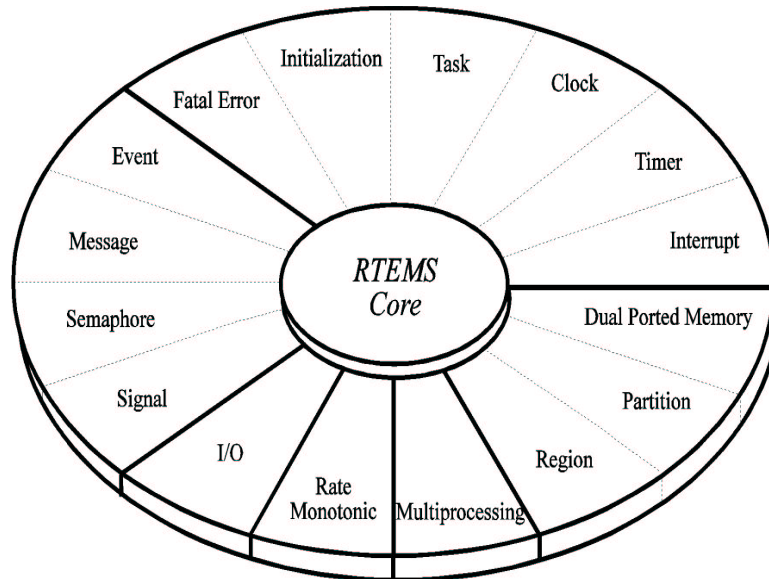 Initialization
Task
Fatal Error
Clock
Event
Timer
Message
Interrupt
RTEMS
Core
Semaphore
Dual Ported Memory
Signal
Partition
I/O
Region
Rate
Monotonic
Multiprocessing